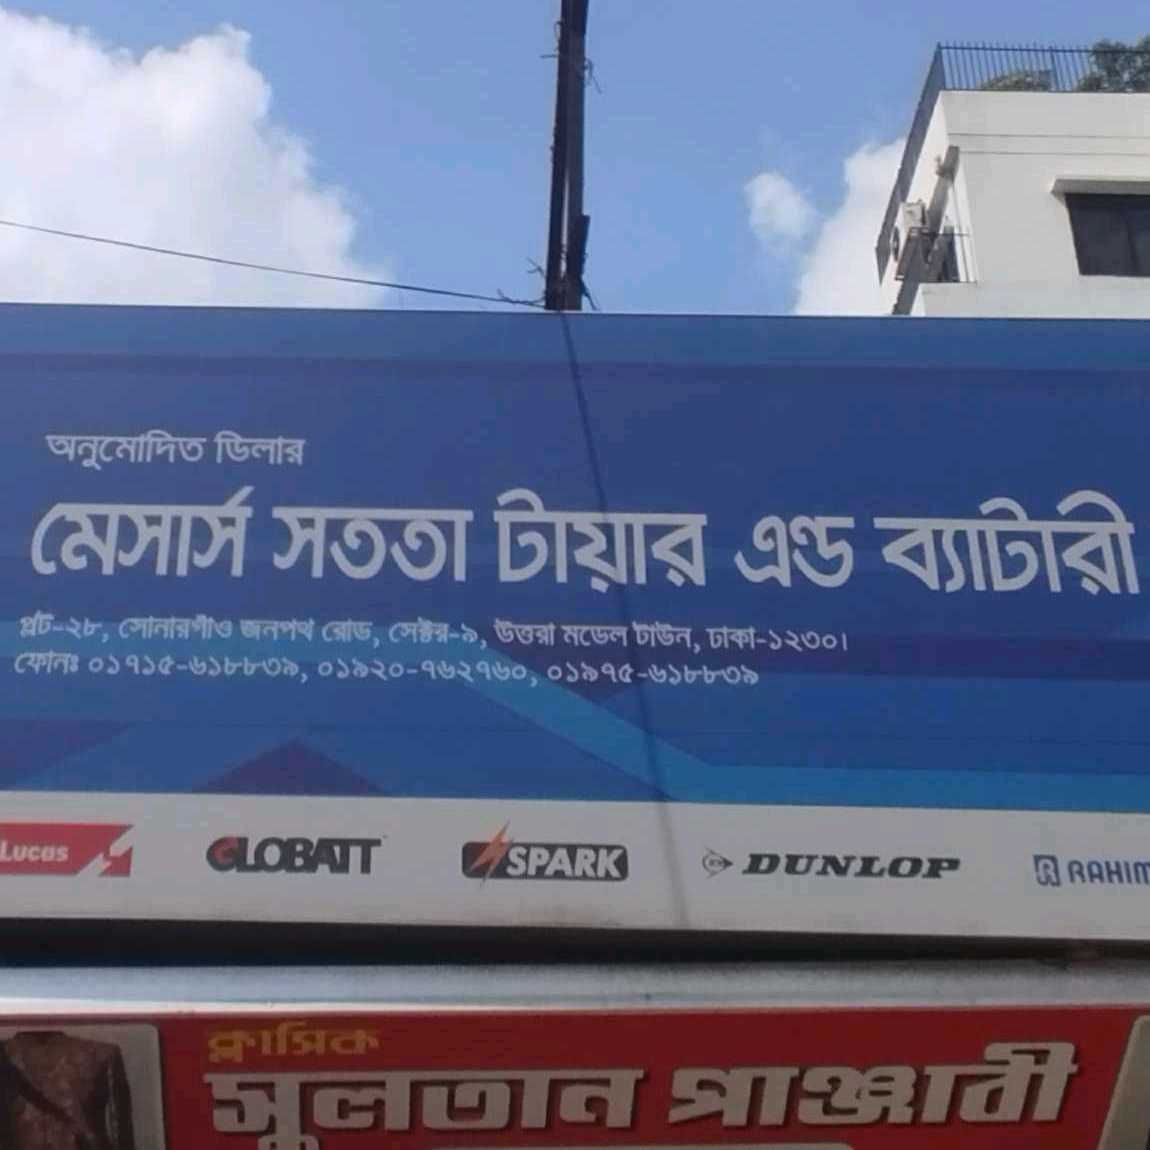 অনুমোদিত ডিলার
মেসার্স সততা টায়ার এন্ড ব্যাটারী
প্লট-২৮, সোনারগাঁও জনপথ রোড, সেক্টর-৯, উত্তরা মডেল টাউন, ঢাকা-১২৩০।
ফোনঃ ০১৭১৫-৬১৮৮৩৯, ০১৯২০-৭৬২৭৬০, ০১৯৭৫-৬১৮৮৩৯
Lucas GLOBATT SPARK DUNLOP RAHIM
ক্লাসিক
সুলতান পাঞ্জাবী